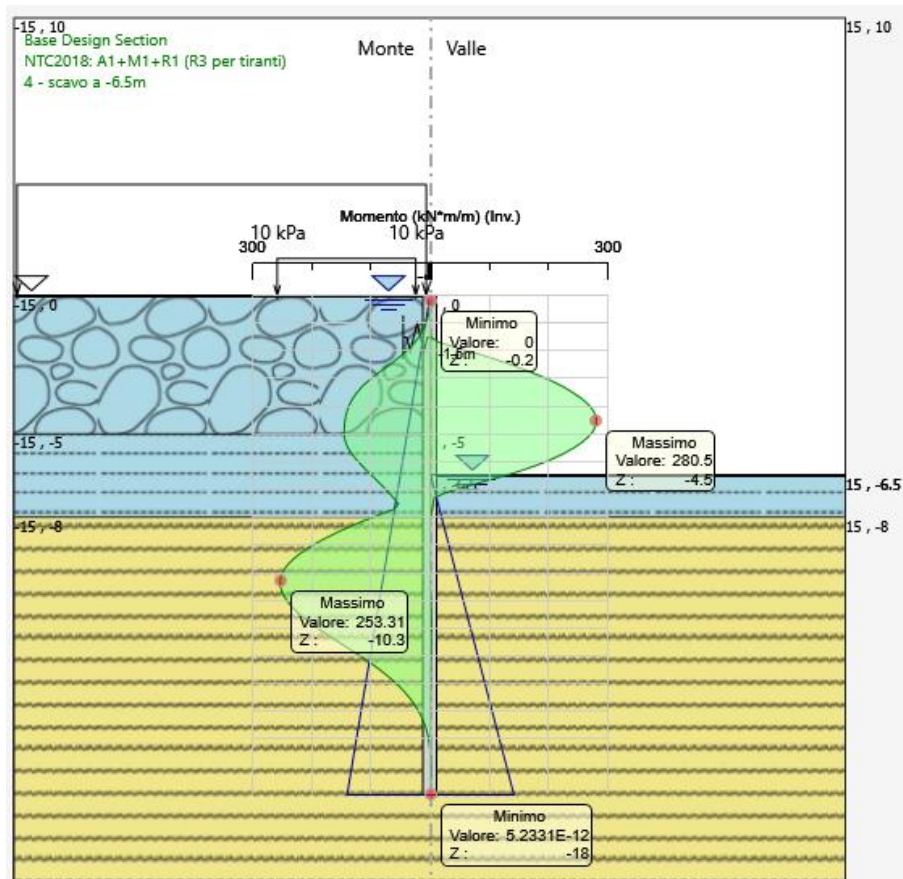 -15 , 10
15 , 10
Base Design Section
NTC2018: A1+M1+R1 (R3 per tiranti)
4 - scavo a -6.5m
Monte
Valle
Momento (kN*m/m) (Inv.)
10 kPa
10 kPa
300
300
-15 , 0
, 0
Minimo
Valore: 0
Z : -0.2
-15 , -5
, -5
Massimo
Valore: 280.5
Z : -4.5
15 , -6.5
-15 , -8
15 , -8
Massimo
Valore: 253.31
Z : -10.3
Minimo
Valore: 5.2331E-12
Z : -18